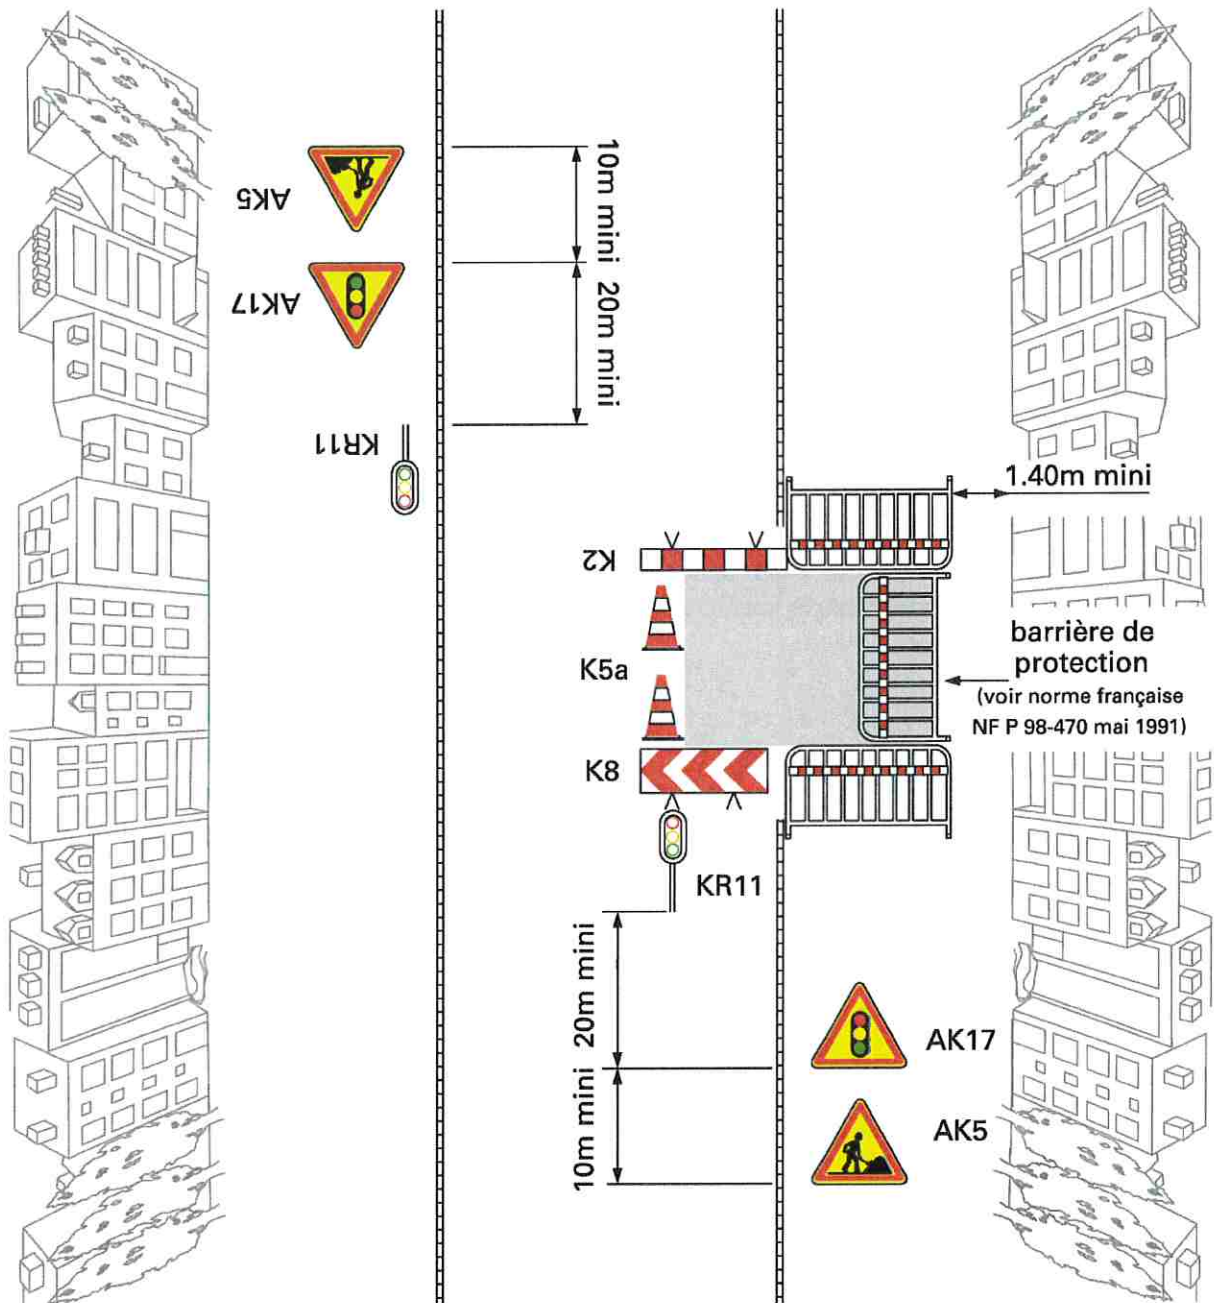 AK5
10m mini
AK17
20m mini
KR11
1.40m mini
K2
barrière de
protection
(voir norme française
NF P 98-470 mai 1991)
K5a
K8
KR11
20m mini
AK17
10m mini
AK5